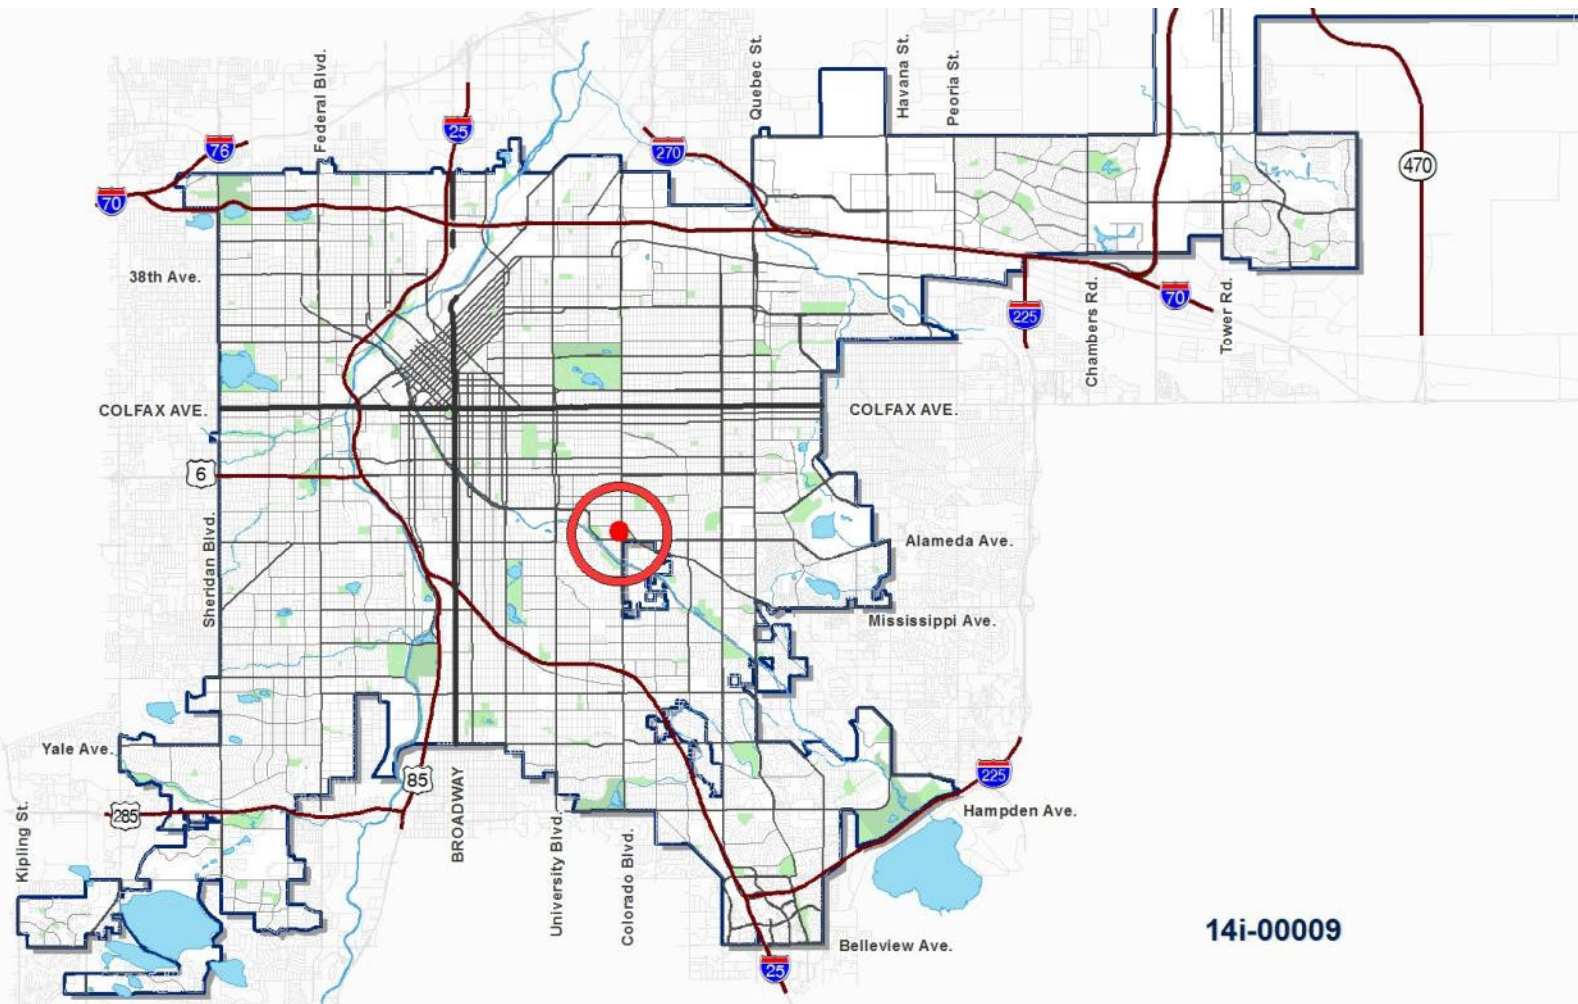 Federal Blvd.
Quebec St.
Havana St.
Peoria St.
25
76
270
470
70
38th Ave.
225
70
Chambers Rd.
Tower Rd.
COLFAX AVE.
COLFAX AVE.
6
Sheridan Blvd.
Alameda Ave.
Mississippi Ave.
Yale Ave.
85
225
285
Hampden Ave.
Kipling St.
BROADWAY
University Blvd.
Colorado Blvd.
14i-00009
Belleview Ave.
25